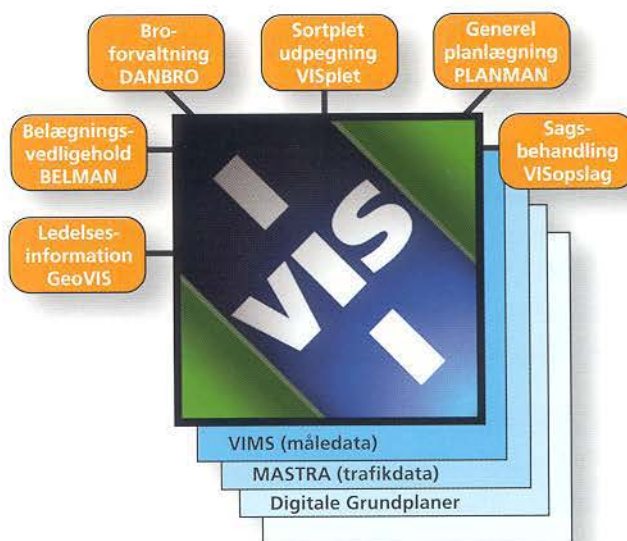 Bro-
forvaltning
DANBRO
Sortplet
udpegning
VISplet
Generel
planlægning
PLANMAN
Belægnings-
vedligehold
BELMAN
Sags-
behandling
VISopslag
Ledelses-
information
GeoVIS
VIS
VIMS (måledata)
MASTRA (trafikdata)
Digitale Grundplaner